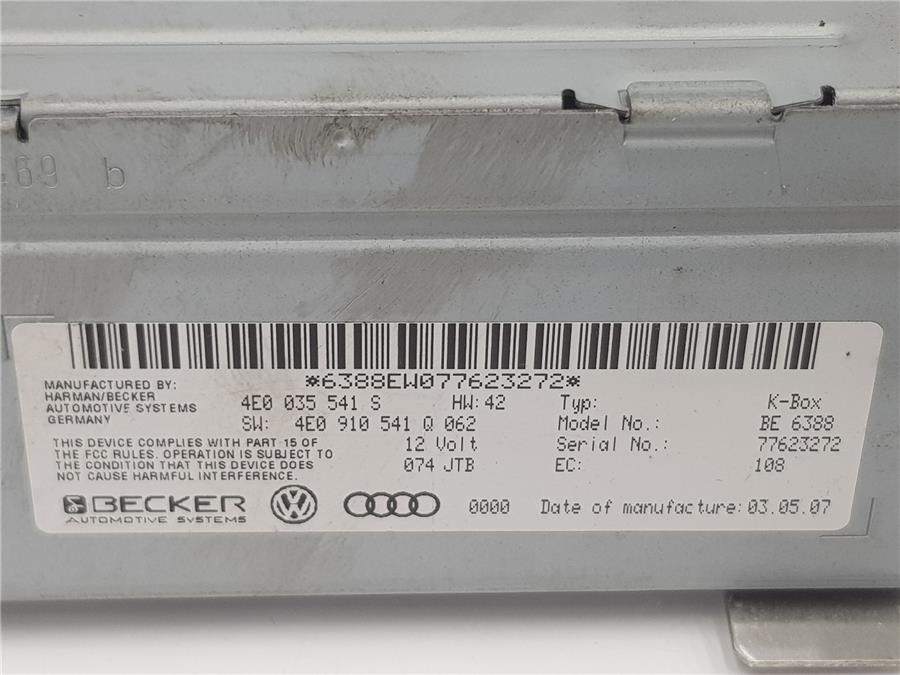 69 b
*6388EW077623272*
MANUFACTURED BY:
HARMAN/BECKER
AUTOMOTIVE SYSTEMS
GERMANY
4E0 035 541 S HW:42
SW: 4E0 910 541 Q 062
12 Volt
074 JTB
Typ: K-Box
Model No.: BE 6388
Serial No.: 77623272
EC: 108
THIS DEVICE COMPLIES WITH PART 15 OF
THE FCC RULES. OPERATION IS SUBJECT TO
THE CONDITION THAT THIS DEVICE DOES
NOT CAUSE HARMFUL INTERFERENCE.
BECKER
AUTOMOTIVE SYSTEMS
0000 Date of manufacture: 03.05.07